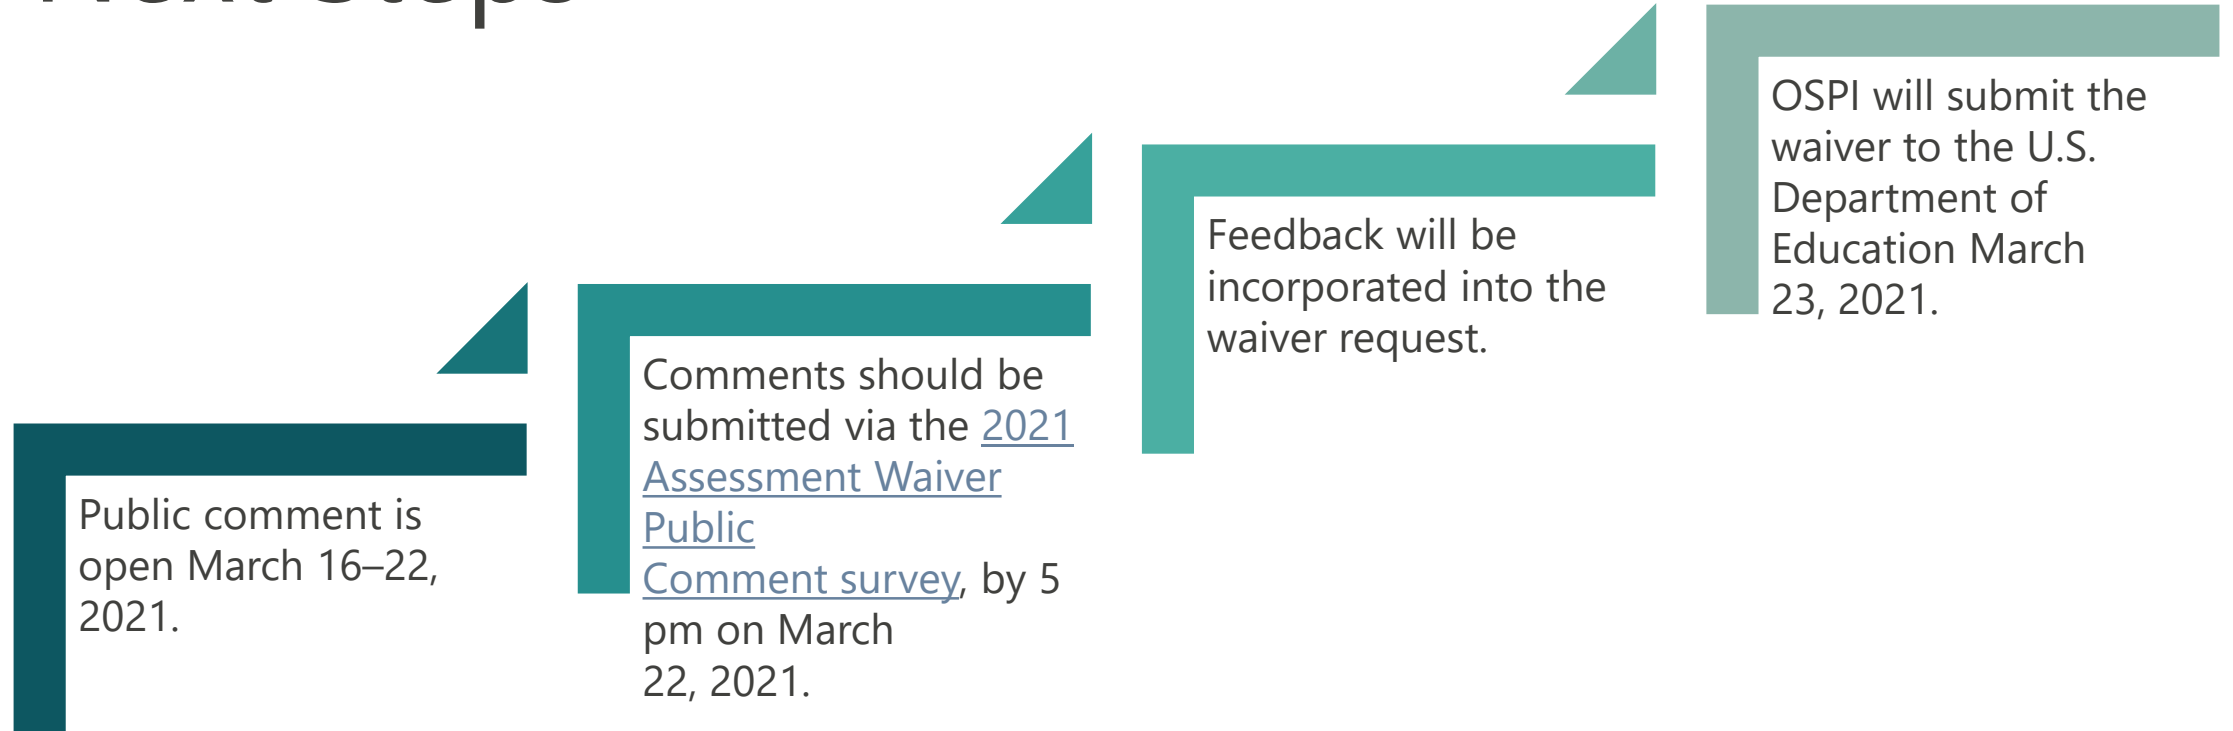 Next Steps
Public comment is
open March 16–22,
2021.
Comments should be
submitted via the 2021
Assessment Waiver
Public
Comment survey, by 5
pm on March
22, 2021.
Feedback will be
incorporated into the
waiver request.
OSPI will submit the
waiver to the U.S.
Department of
Education March
23, 2021.